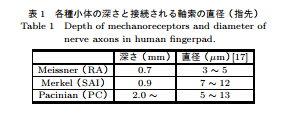 表 1　各種小体の深さと接続される軸索の直径（指先）
Table 1　Depth of mechanoreceptors and diameter of
nerve axons in human fingerpad.
深さ（mm） 直径（μm）[17]
Meissner（RA） 0.7 3 ～ 5
Merkel（SAI） 0.9 7 ～ 12
Pacinian（PC） 2.0 ～ 5 ～ 13